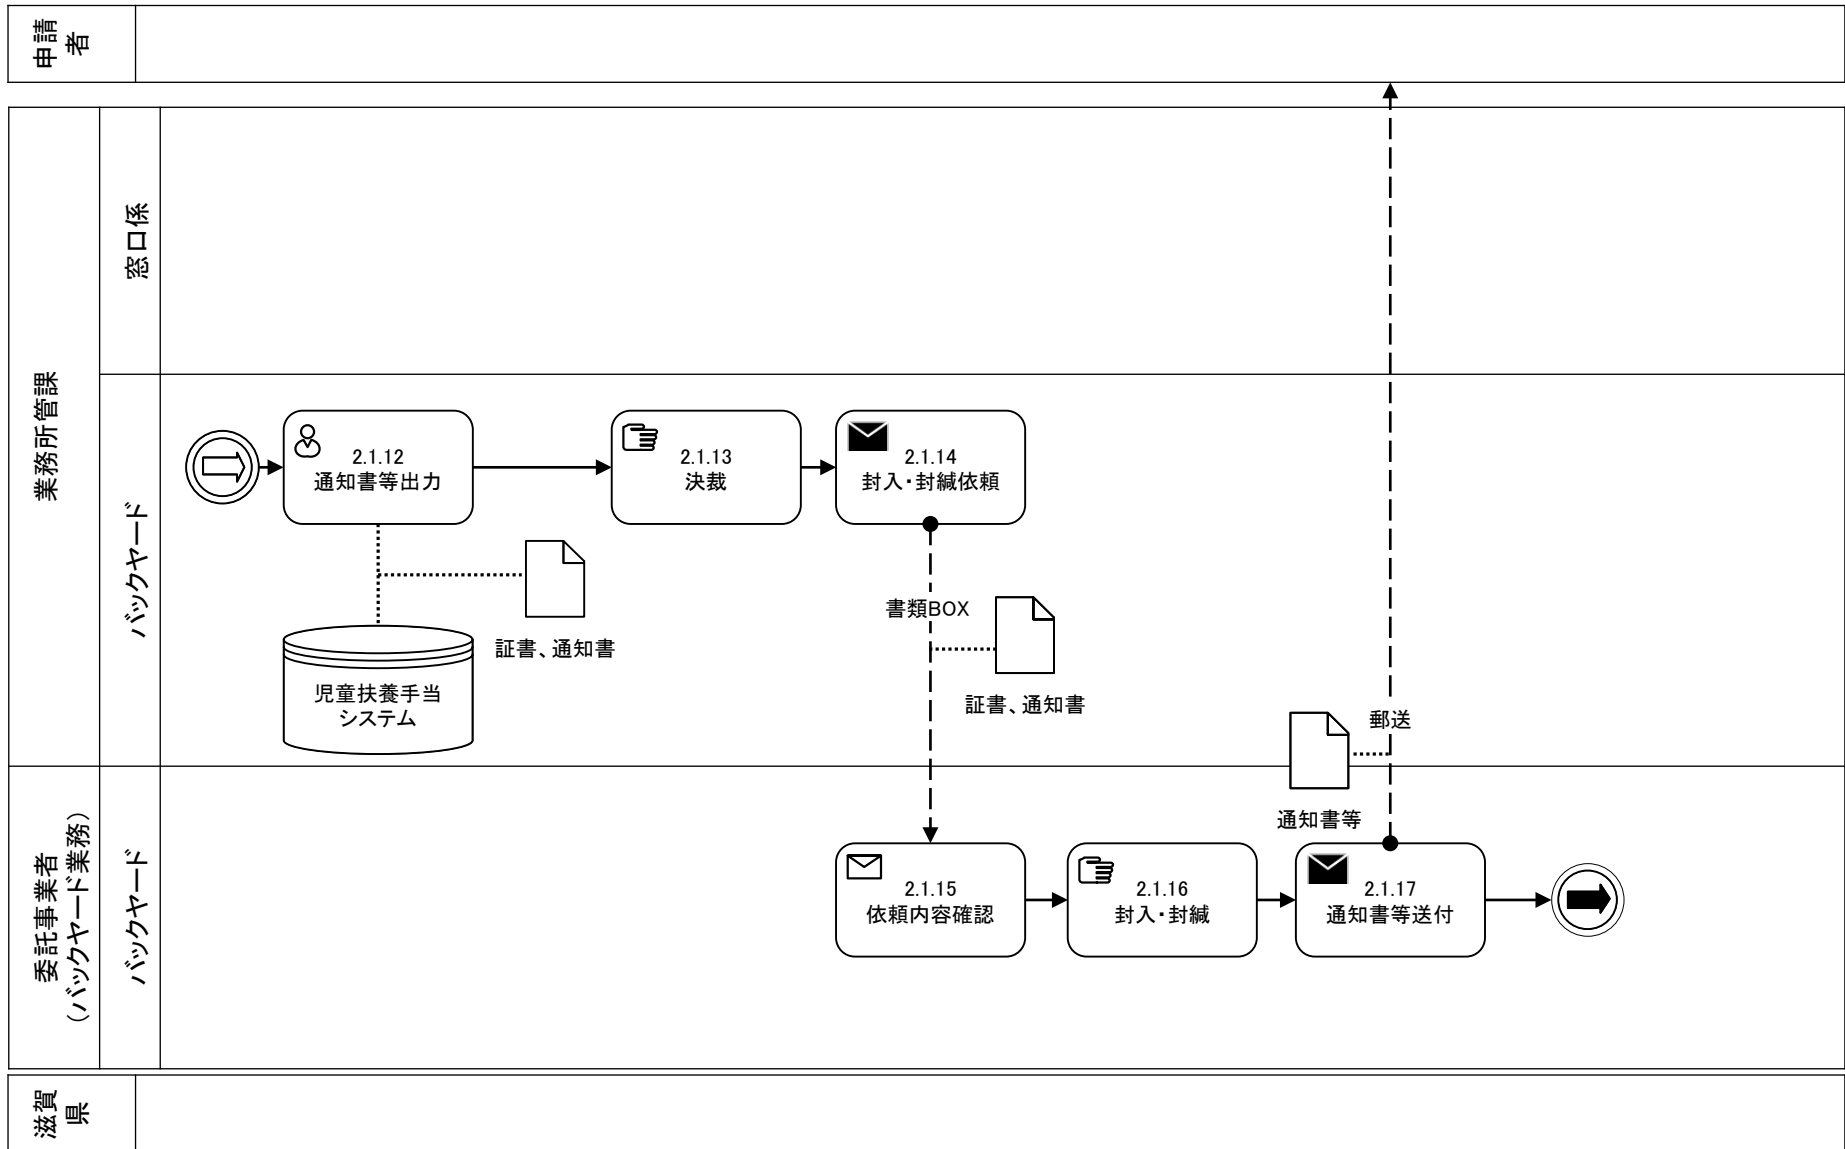 申請
者
業務所管課
窓口係
バックヤード
2.1.12
通知書等出力
2.1.13
決裁
2.1.14
封入・封緘依頼
証書、通知書
児童扶養手当
システム
書類BOX
証書、通知書
郵送
通知書等
委託事業者
（バックヤード業務）
バックヤード
2.1.15
依頼内容確認
2.1.16
封入・封緘
2.1.17
通知書等送付
滋賀
県